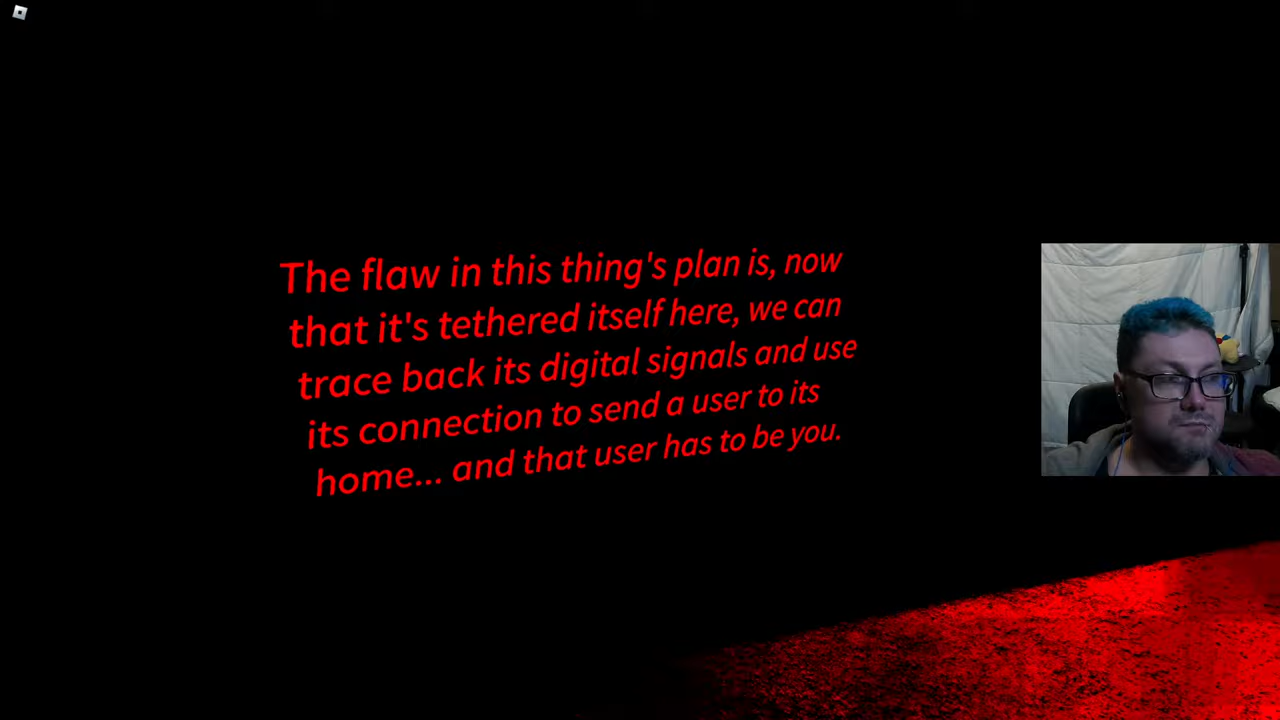 The flaw in this thing's plan is, now
that it's tethered itself here, we can
trace back its digital signals and use
its connection to send a user to its
home... and that user has to be you.